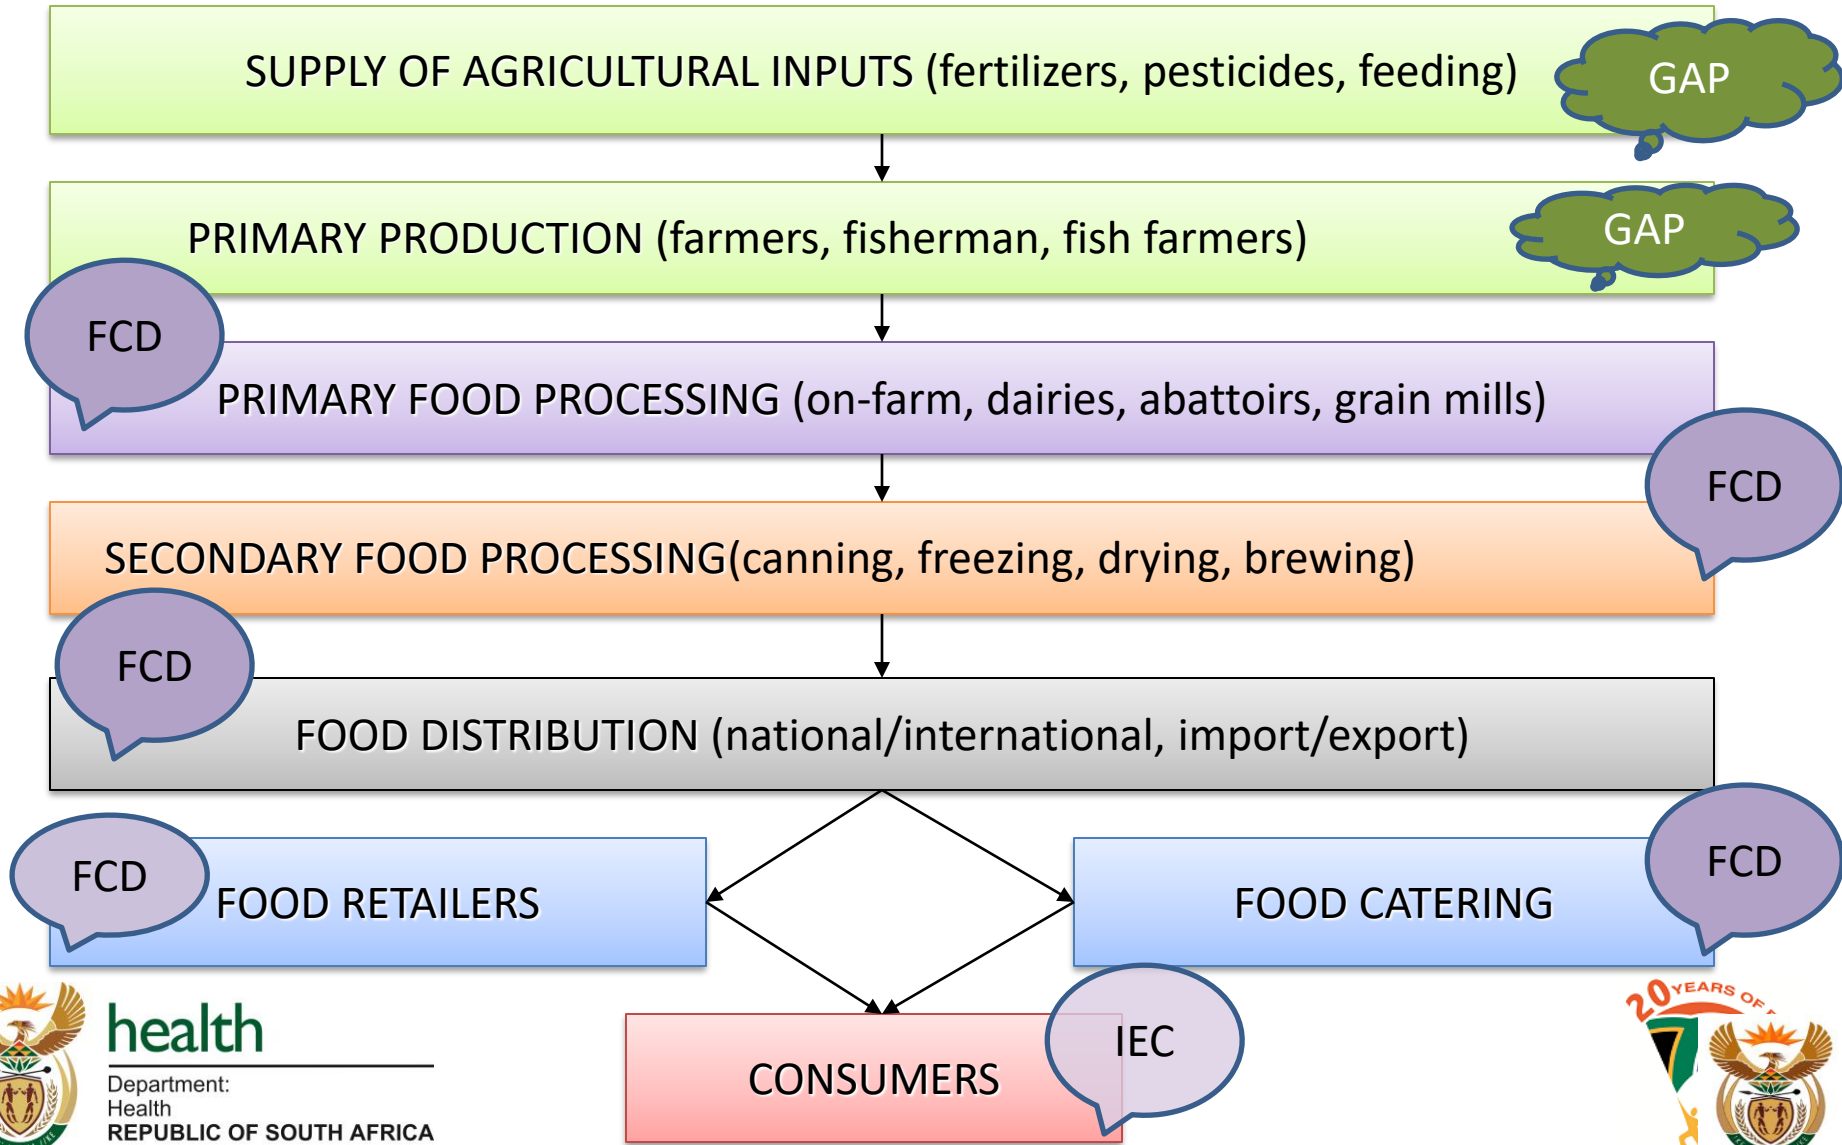 SUPPLY OF AGRICULTURAL INPUTS (fertilizers, pesticides, feeding)
GAP
PRIMARY PRODUCTION (farmers, fisherman, fish farmers)
GAP
FCD
PRIMARY FOOD PROCESSING (on-farm, dairies, abattoirs, grain mills)
FCD
SECONDARY FOOD PROCESSING(canning, freezing, drying, brewing)
FCD
FOOD DISTRIBUTION (national/international, import/export)
FCD
FOOD RETAILERS
FOOD CATERING
FCD
health
Department:
Health
REPUBLIC OF SOUTH AFRICA
CONSUMERS
IEC
20 YEARS OF